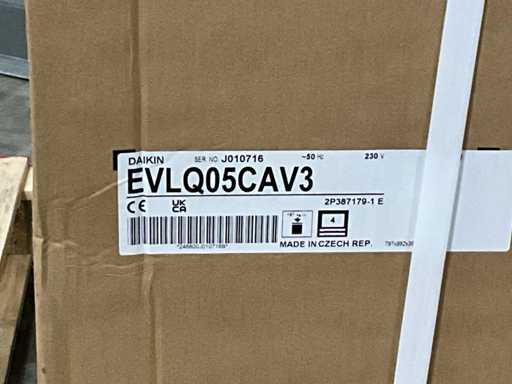 DAIKIN SER. NO. J010716 ~50 Hz 230 V
EVLQ05CAV3
CE UK CA 2P387179-1 E
4
MADE IN CZECH REP.